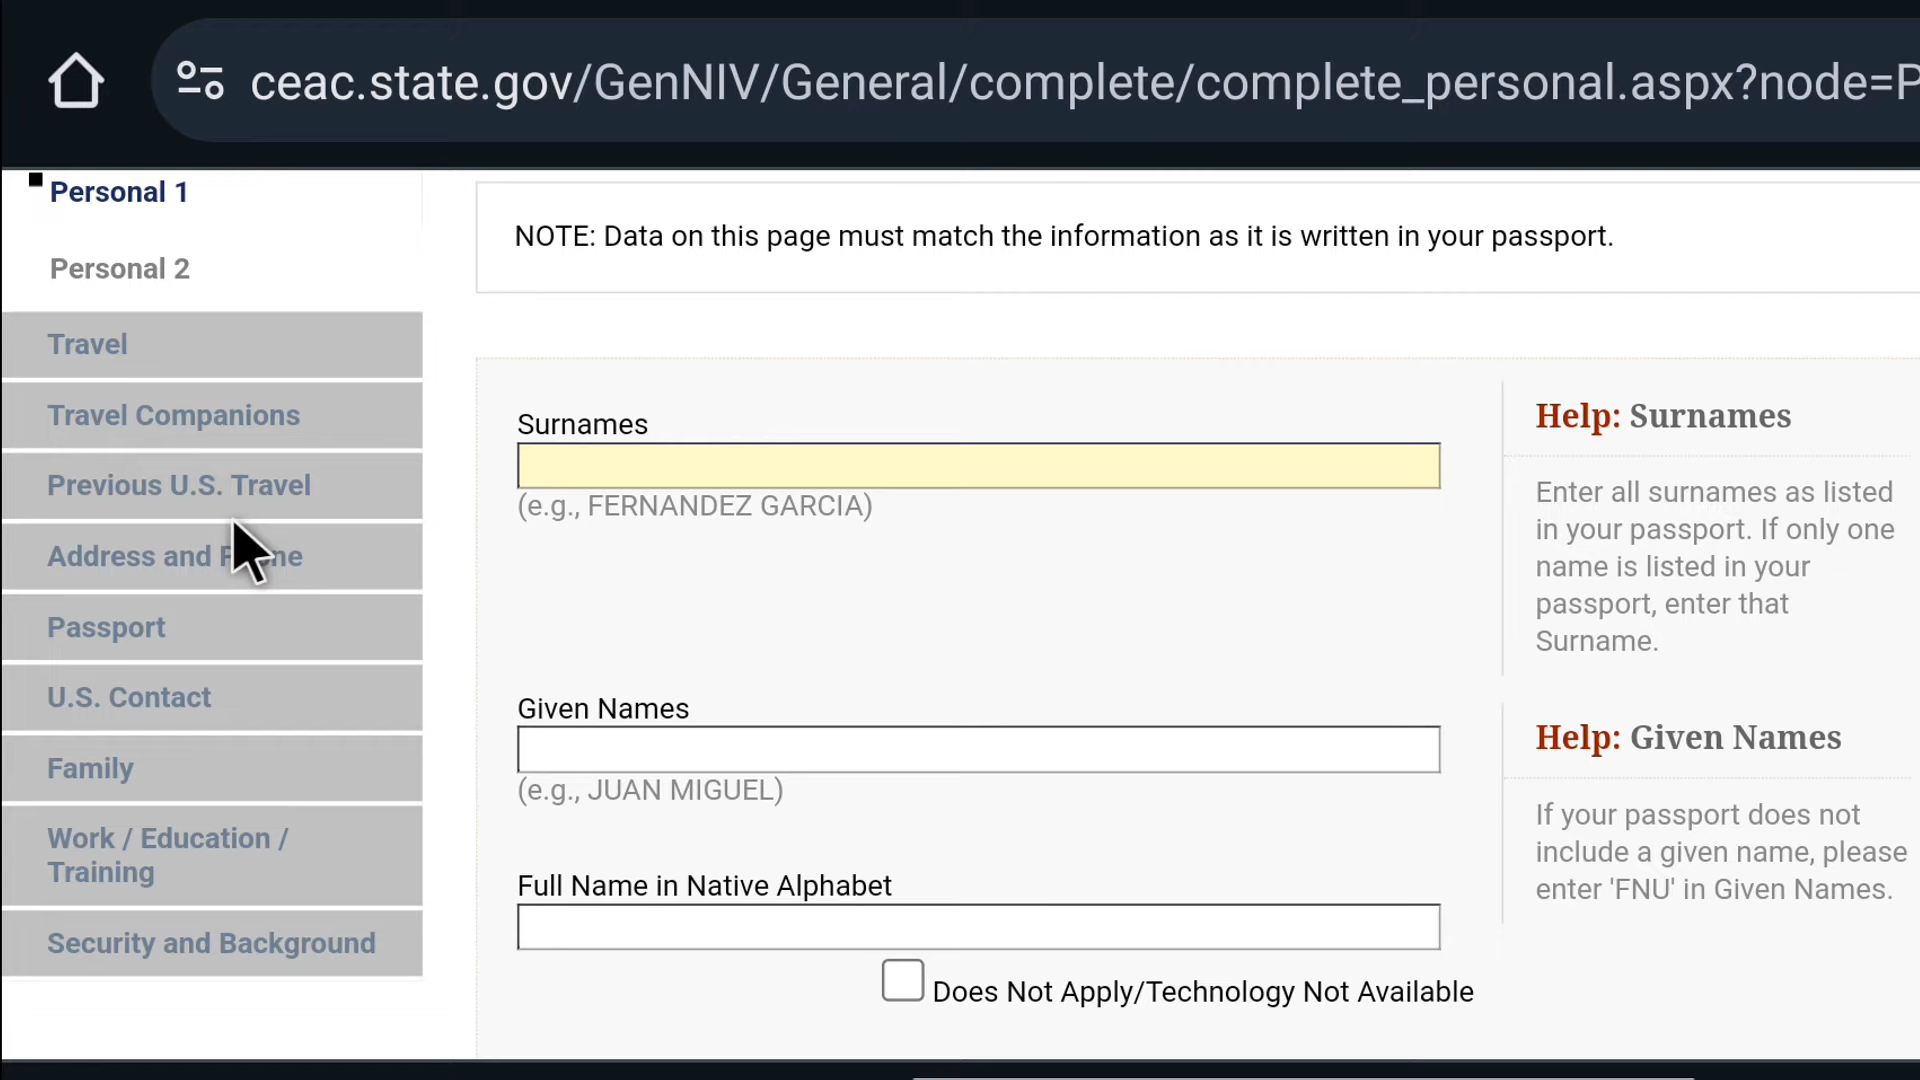 ceac.state.gov/GenNIV/General/complete/complete_personal.aspx?node=P
Personal 1
Personal 2
Travel
Travel Companions
Previous U.S. Travel
Address and Phone
Passport
U.S. Contact
Family
Work / Education /
Training
Security and Background
NOTE: Data on this page must match the information as it is written in your passport.
Surnames
(e.g., FERNANDEZ GARCIA)
Given Names
(e.g., JUAN MIGUEL)
Full Name in Native Alphabet
Does Not Apply/Technology Not Available
Help: Surnames
Enter all surnames as listed
in your passport. If only one
name is listed in your
passport, enter that
Surname.
Help: Given Names
If your passport does not
include a given name, please
enter 'FNU' in Given Names.